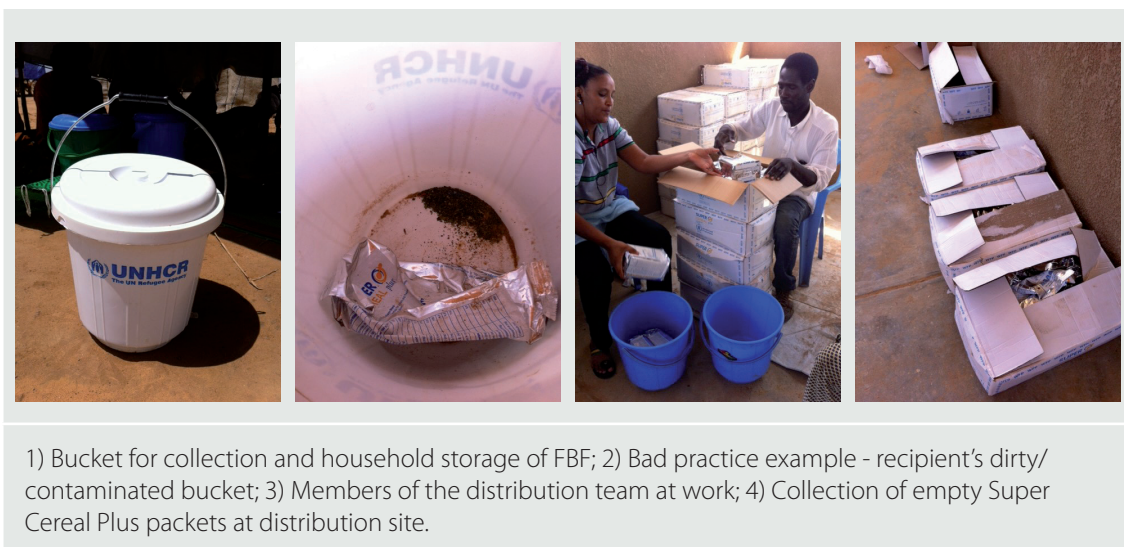 UNHCR
The UN Refugee Agency
UNHCR
The UN Refugee Agency
1) Bucket for collection and household storage of FBF; 2) Bad practice example - recipient's dirty/
contaminated bucket; 3) Members of the distribution team at work; 4) Collection of empty Super
Cereal Plus packets at distribution site.